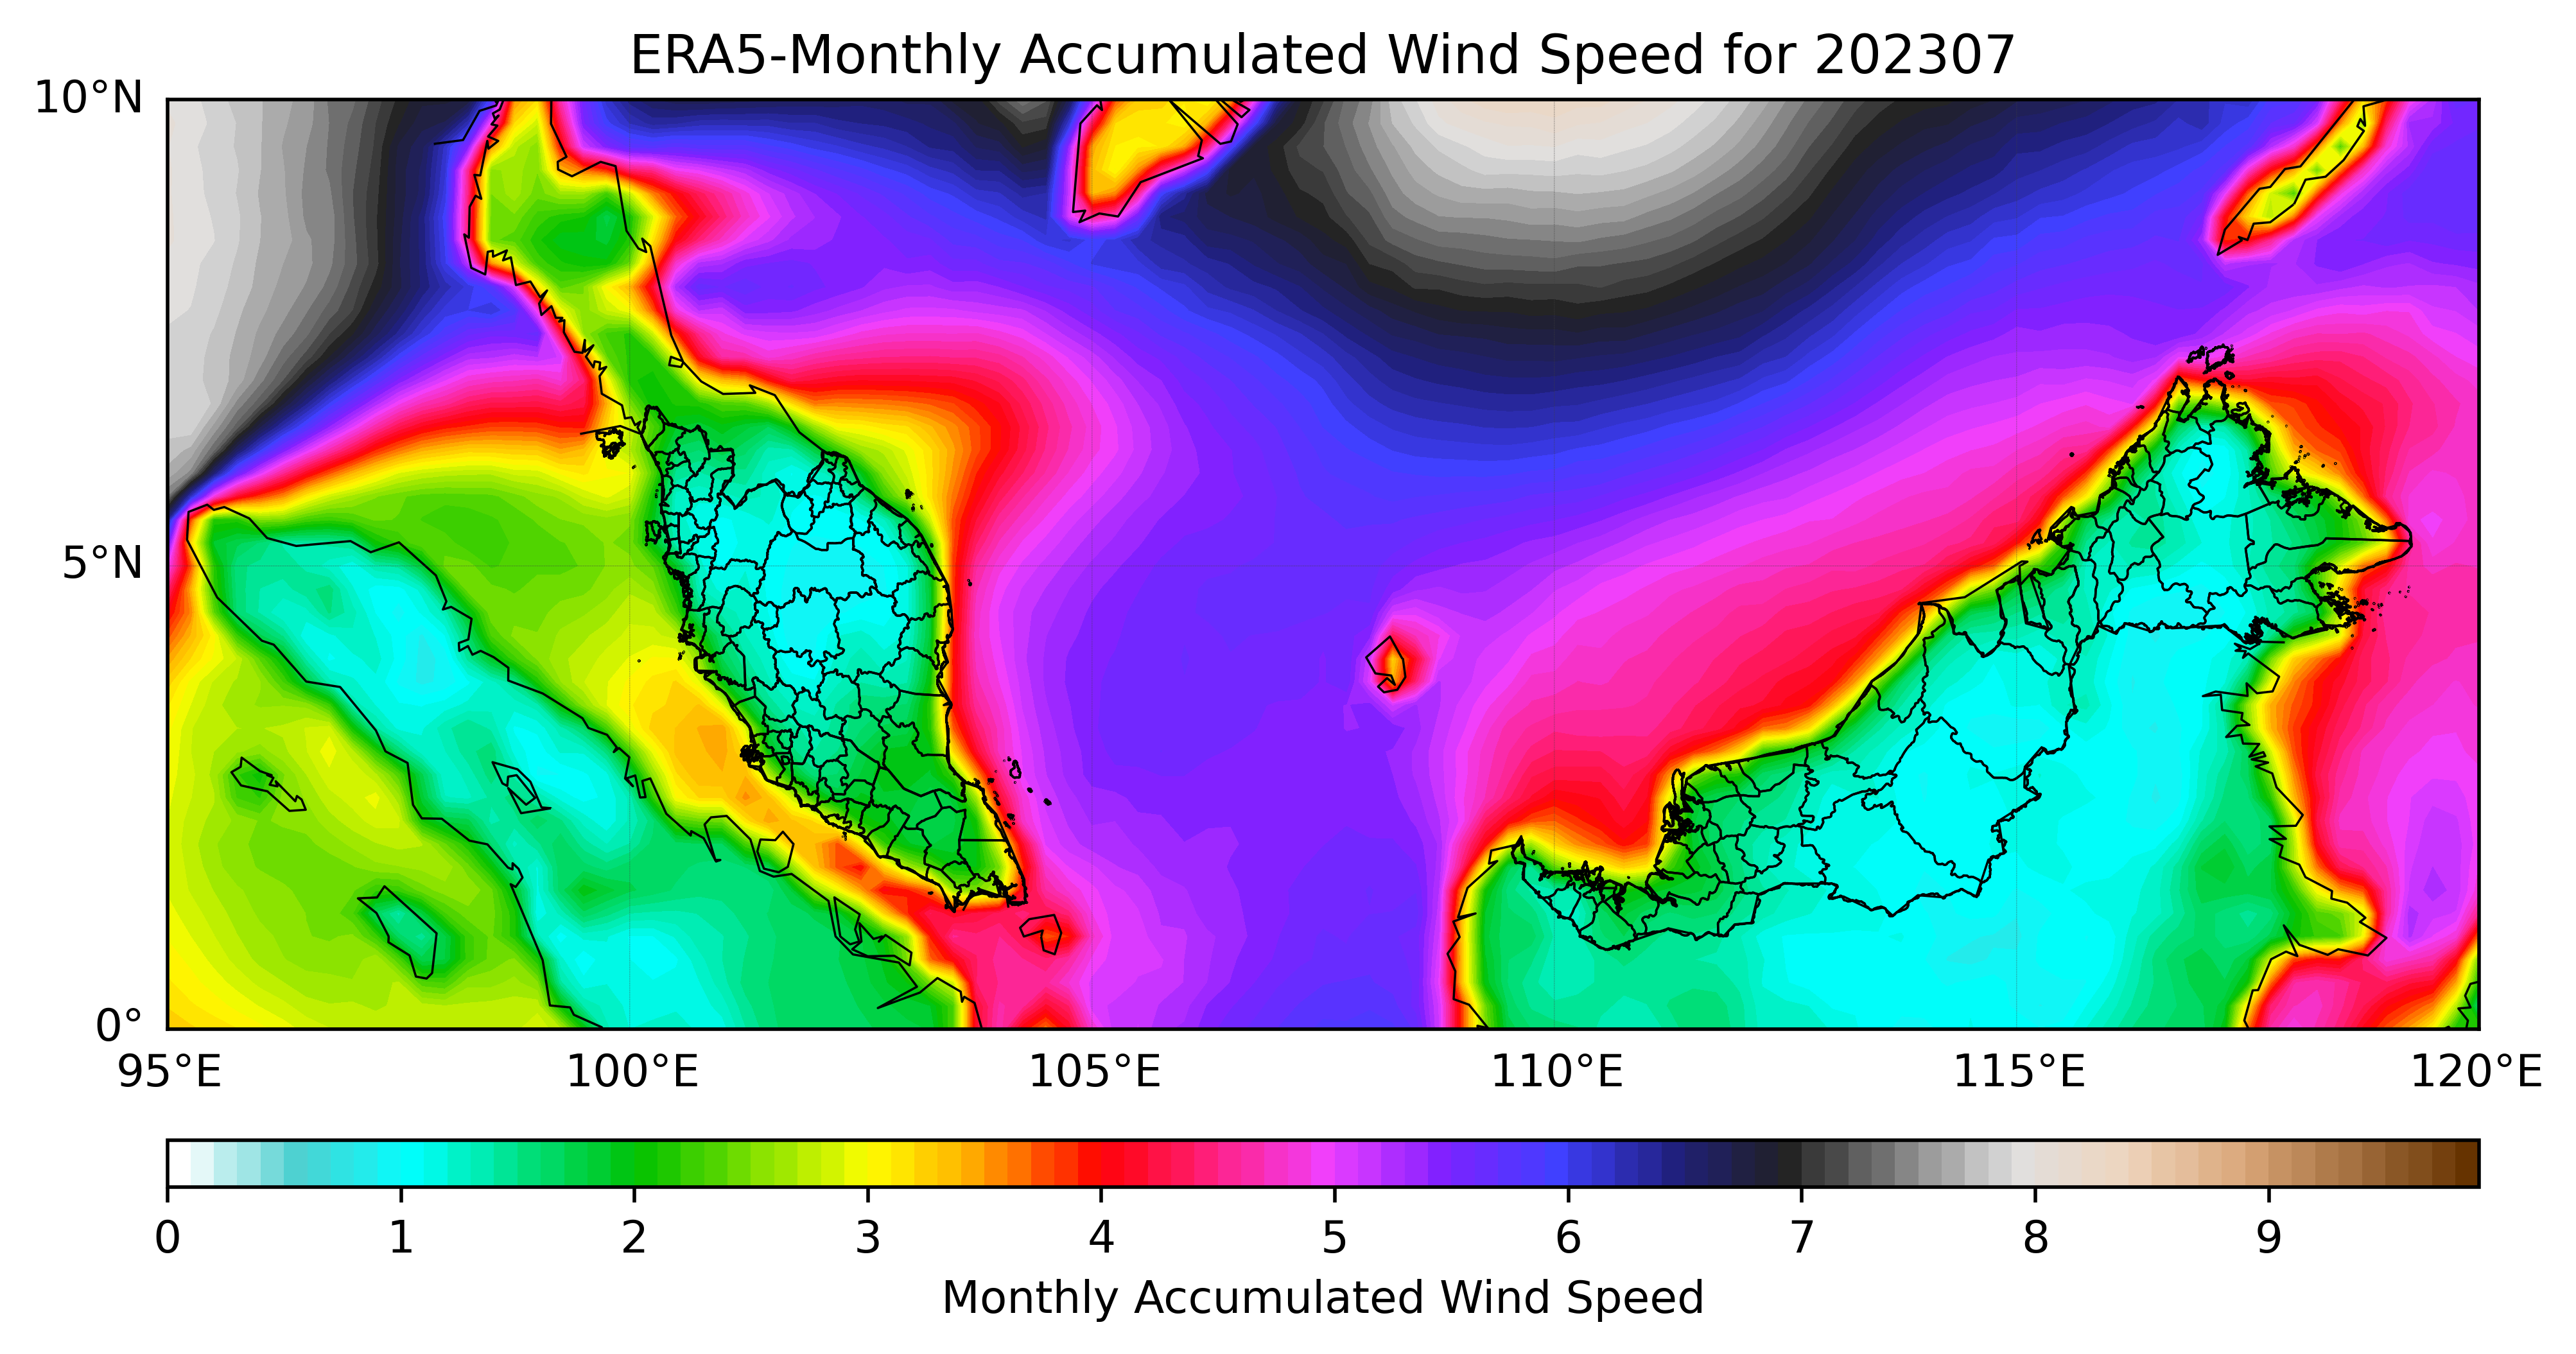 ERA5-Monthly Accumulated Wind Speed for 202307
10°N
5°N
0°
95°E 100°E 105°E 110°E 115°E 120°E
0 1 2 3 4 5 6 7 8 9
Monthly Accumulated Wind Speed